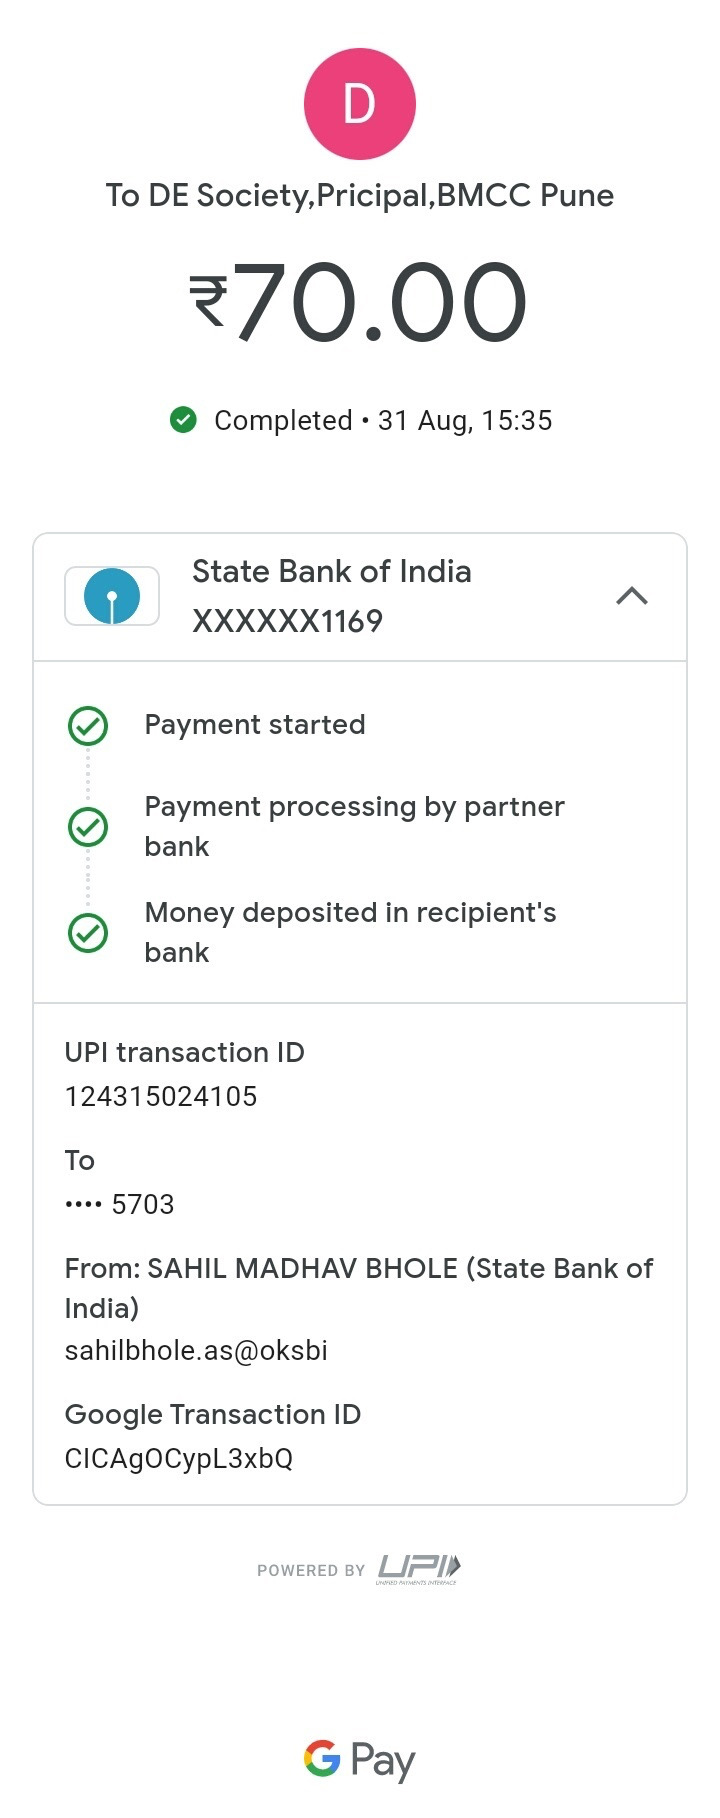 D
To DE Society,Pricipal,BMCC Pune
₹70.00
Completed • 31 Aug, 15:35
State Bank of India
XXXXXX1169
Payment started
Payment processing by partner
bank
Money deposited in recipient's
bank
UPI transaction ID
124315024105
To
•••• 5703
From: SAHIL MADHAV BHOLE (State Bank of
India)
sahilbhole.as@oksbi
Google Transaction ID
CICAgOCypL3xbQ
POWERED BY UPI
UNIFIED PAYMENTS INTERFACE
G Pay